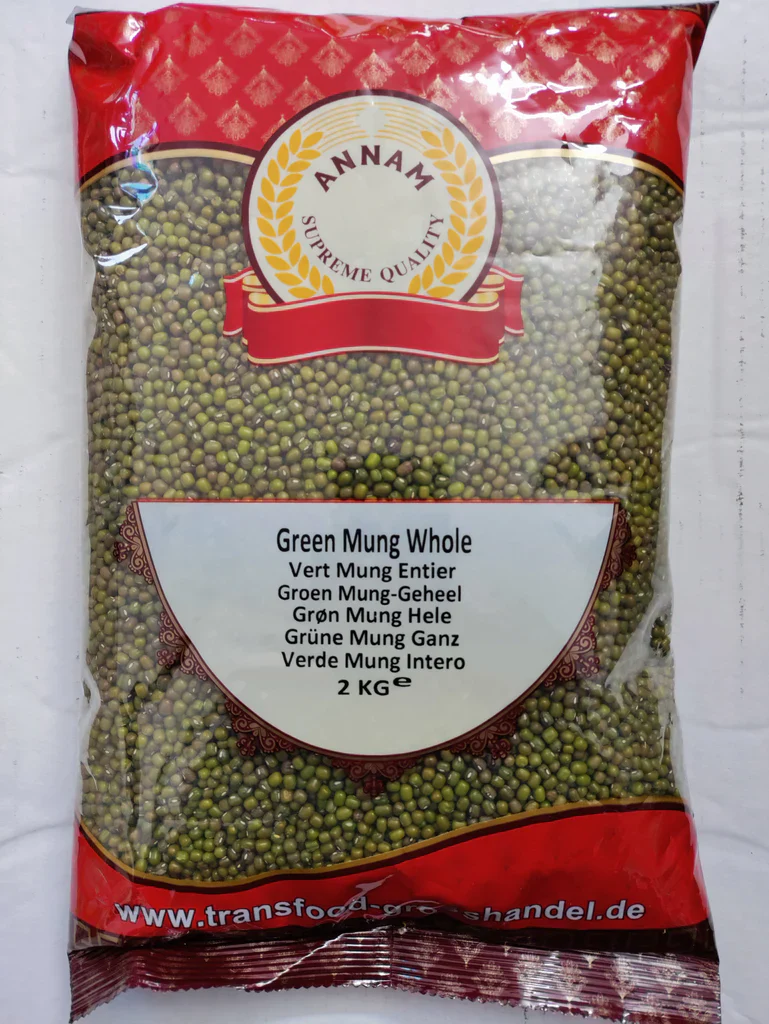 ANNAM
SUPREME QUALITY
Green Mung Whole
Vert Mung Entier
Groen Mung-Geheel
Grøn Mung Hele
Grüne Mung Ganz
Verde Mung Intero
2 KG℮
www.transfood-grosshandel.de